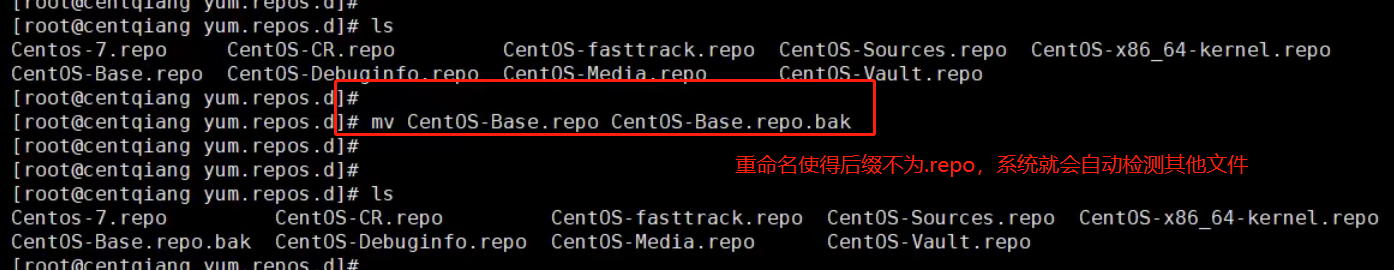 [root@centqiang yum.repos.d]#
[root@centqiang yum.repos.d]# ls
Centos-7.repo CentOS-CR.repo CentOS-fasttrack.repo CentOS-Sources.repo CentOS-x86_64-kernel.repo
CentOS-Base.repo CentOS-Debuginfo.repo CentOS-Media.repo CentOS-Vault.repo
[root@centqiang yum.repos.d]#
[root@centqiang yum.repos.d]# mv CentOS-Base.repo CentOS-Base.repo.bak
[root@centqiang yum.repos.d]#
[root@centqiang yum.repos.d]#
重命名使得后缀不为.repo，系统就会自动检测其他文件
[root@centqiang yum.repos.d]# ls
Centos-7.repo CentOS-CR.repo CentOS-fasttrack.repo CentOS-Sources.repo CentOS-x86_64-kernel.repo
CentOS-Base.repo.bak CentOS-Debuginfo.repo CentOS-Media.repo CentOS-Vault.repo
[root@centqiang yum.repos.d]#